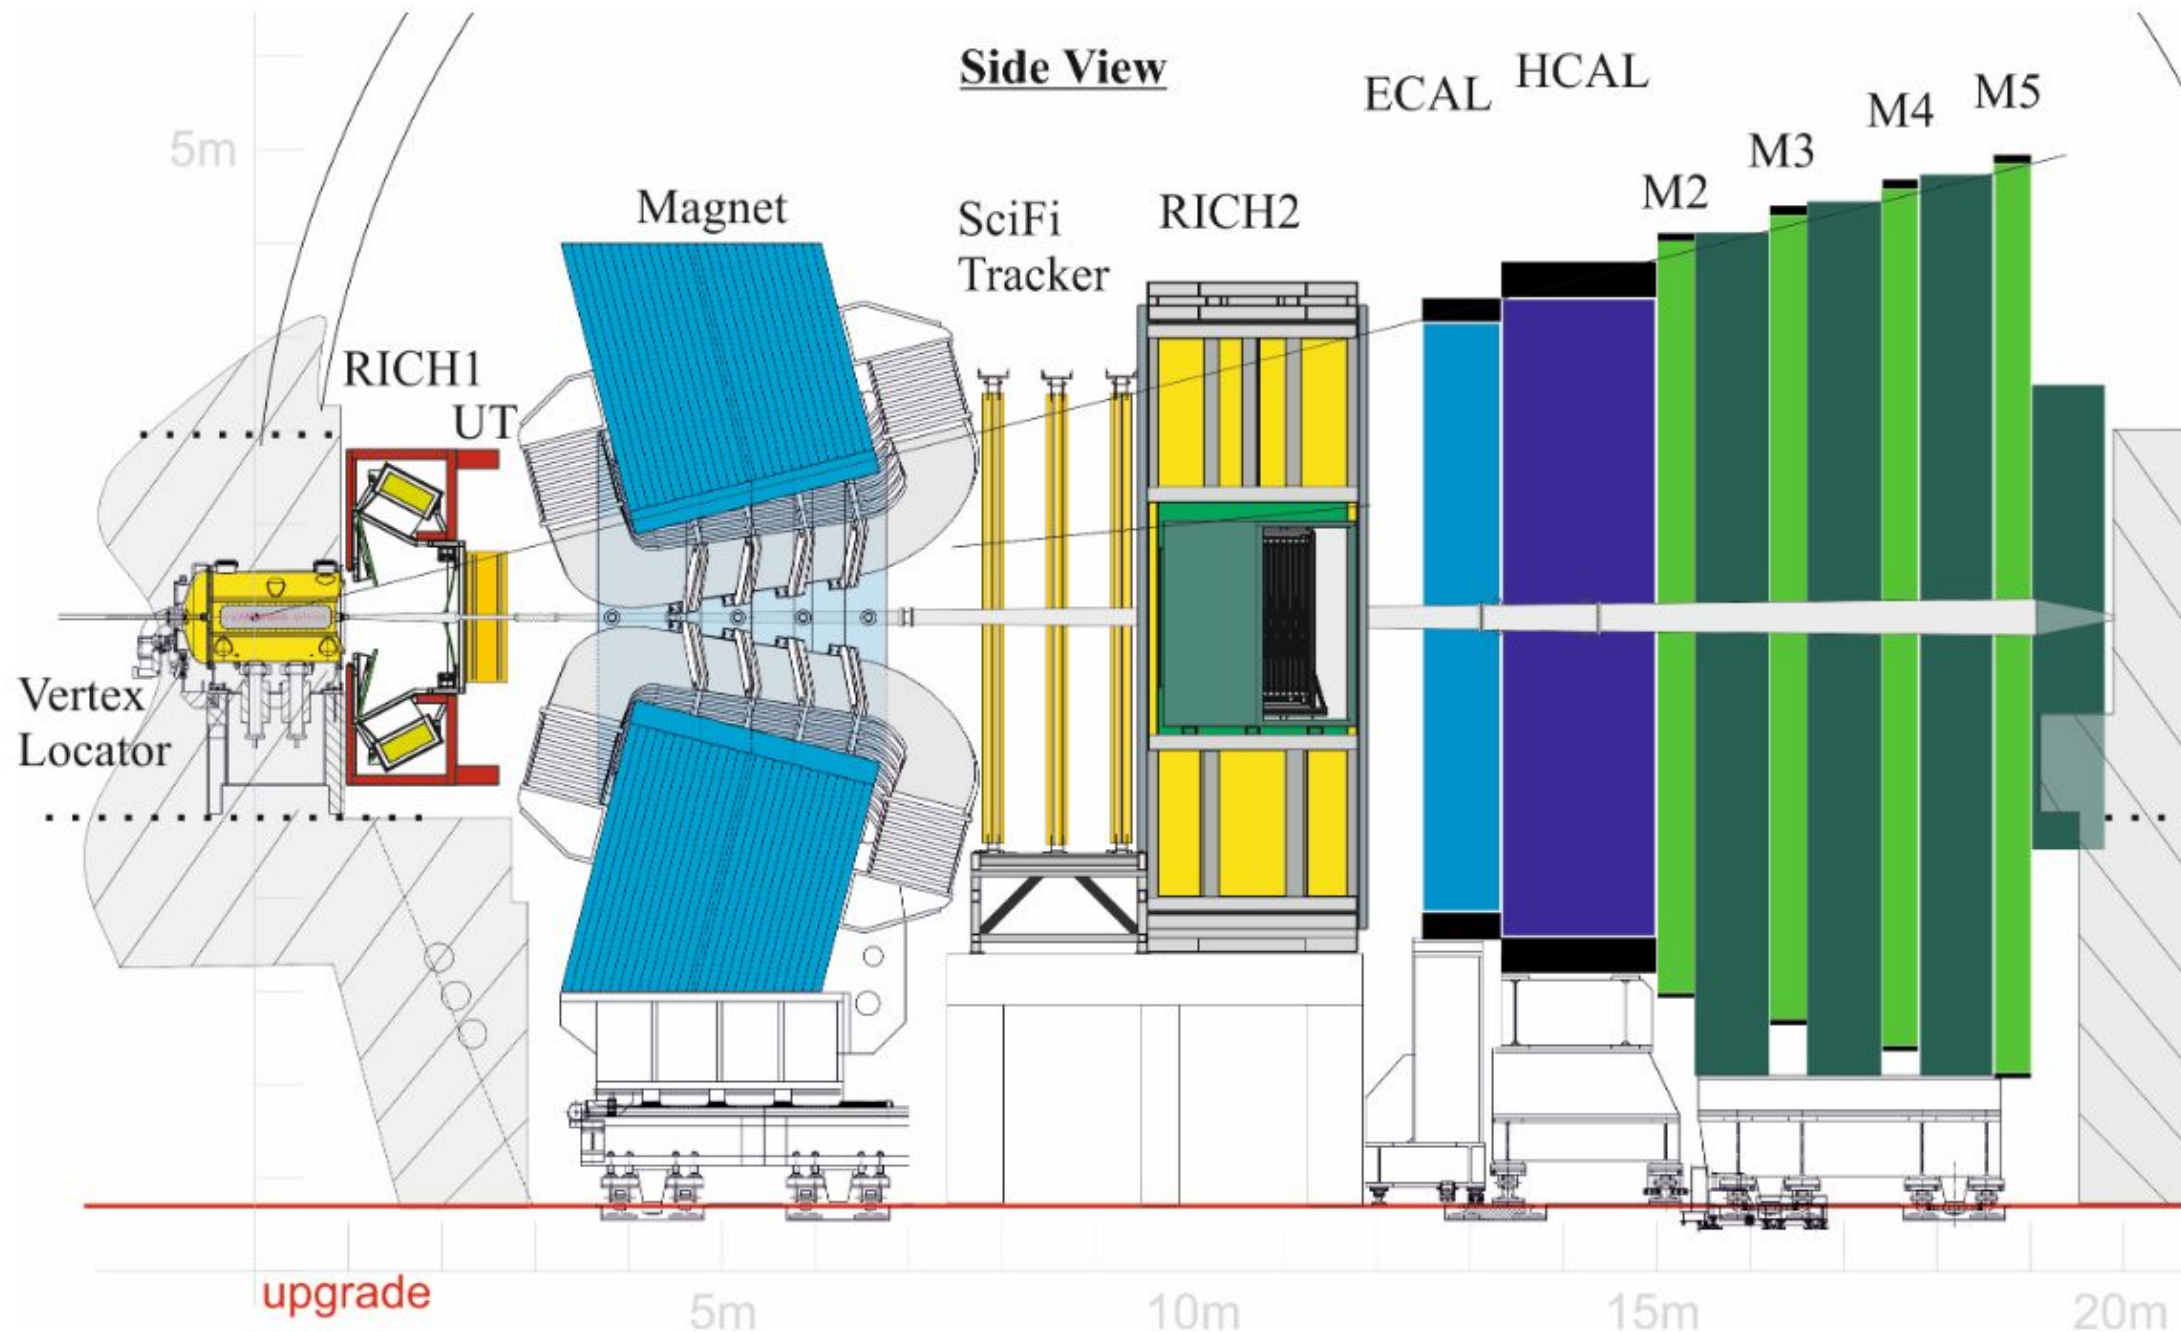 Side View
ECAL
HCAL
M2
M3
M4
M5
5m
Magnet
SciFi
Tracker
RICH2
RICH1
UT
Vertex
Locator
upgrade
5m
10m
15m
20m